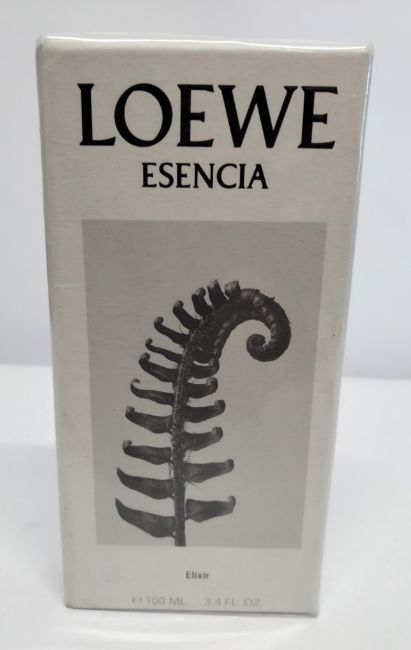 LOEWE
ESENCIA
Elixir
℮ 100 ML. 3.4 FL. OZ.